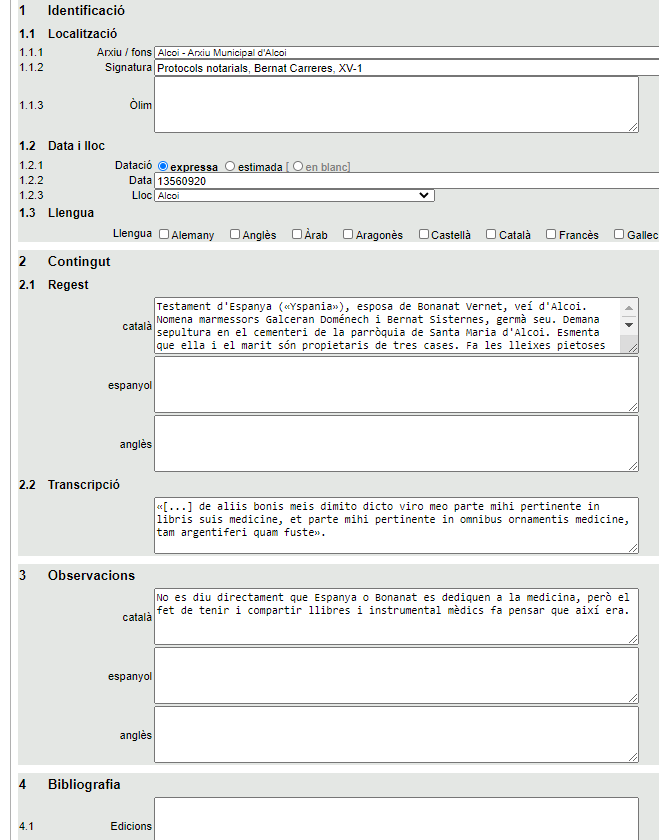 1 Identificació
1.1 Localització
1.1.1 Arxiu / fons Alcoi - Arxiu Municipal d'Alcoi
1.1.2 Signatura Protocols notarials, Bernat Carreres, XV-1
1.1.3 Òlim
1.2 Data i lloc
1.2.1 Datació expressa estimada [ en blanc]
1.2.2 Data 13560920
1.2.3 Lloc Alcoi
1.3 Llengua
Llengua Alemany Anglès Àrab Aragonès Castellà Català Francès Gallec
2 Contingut
2.1 Regest
català
Testament d'Espanya («Yspania»), esposa de Bonanat Vernet, veí d'Alcoi.
Nomena marmessors Galceran Doménech i Bernat Sisternes, germà seu. Demana
sepultura en el cementeri de la parròquia de Santa Maria d'Alcoi. Esmenta
que ella i el marit són propietaris de tres cases. Fa les lleixes pietoses
espanyol
anglès
2.2 Transcripció
«[...] de aliis bonis meis dimito dicto viro meo parte mihi pertinente in
libris suis medicine, et parte mihi pertinente in omnibus ornamentis medicine,
tam argentiferi quam fuste».
3 Observacions
català
No es diu directament que Espanya o Bonanat es dediquen a la medicina, però el
fet de tenir i compartir llibres i instrumental mèdics fa pensar que així era.
espanyol
anglès
4 Bibliografia
4.1 Edicions